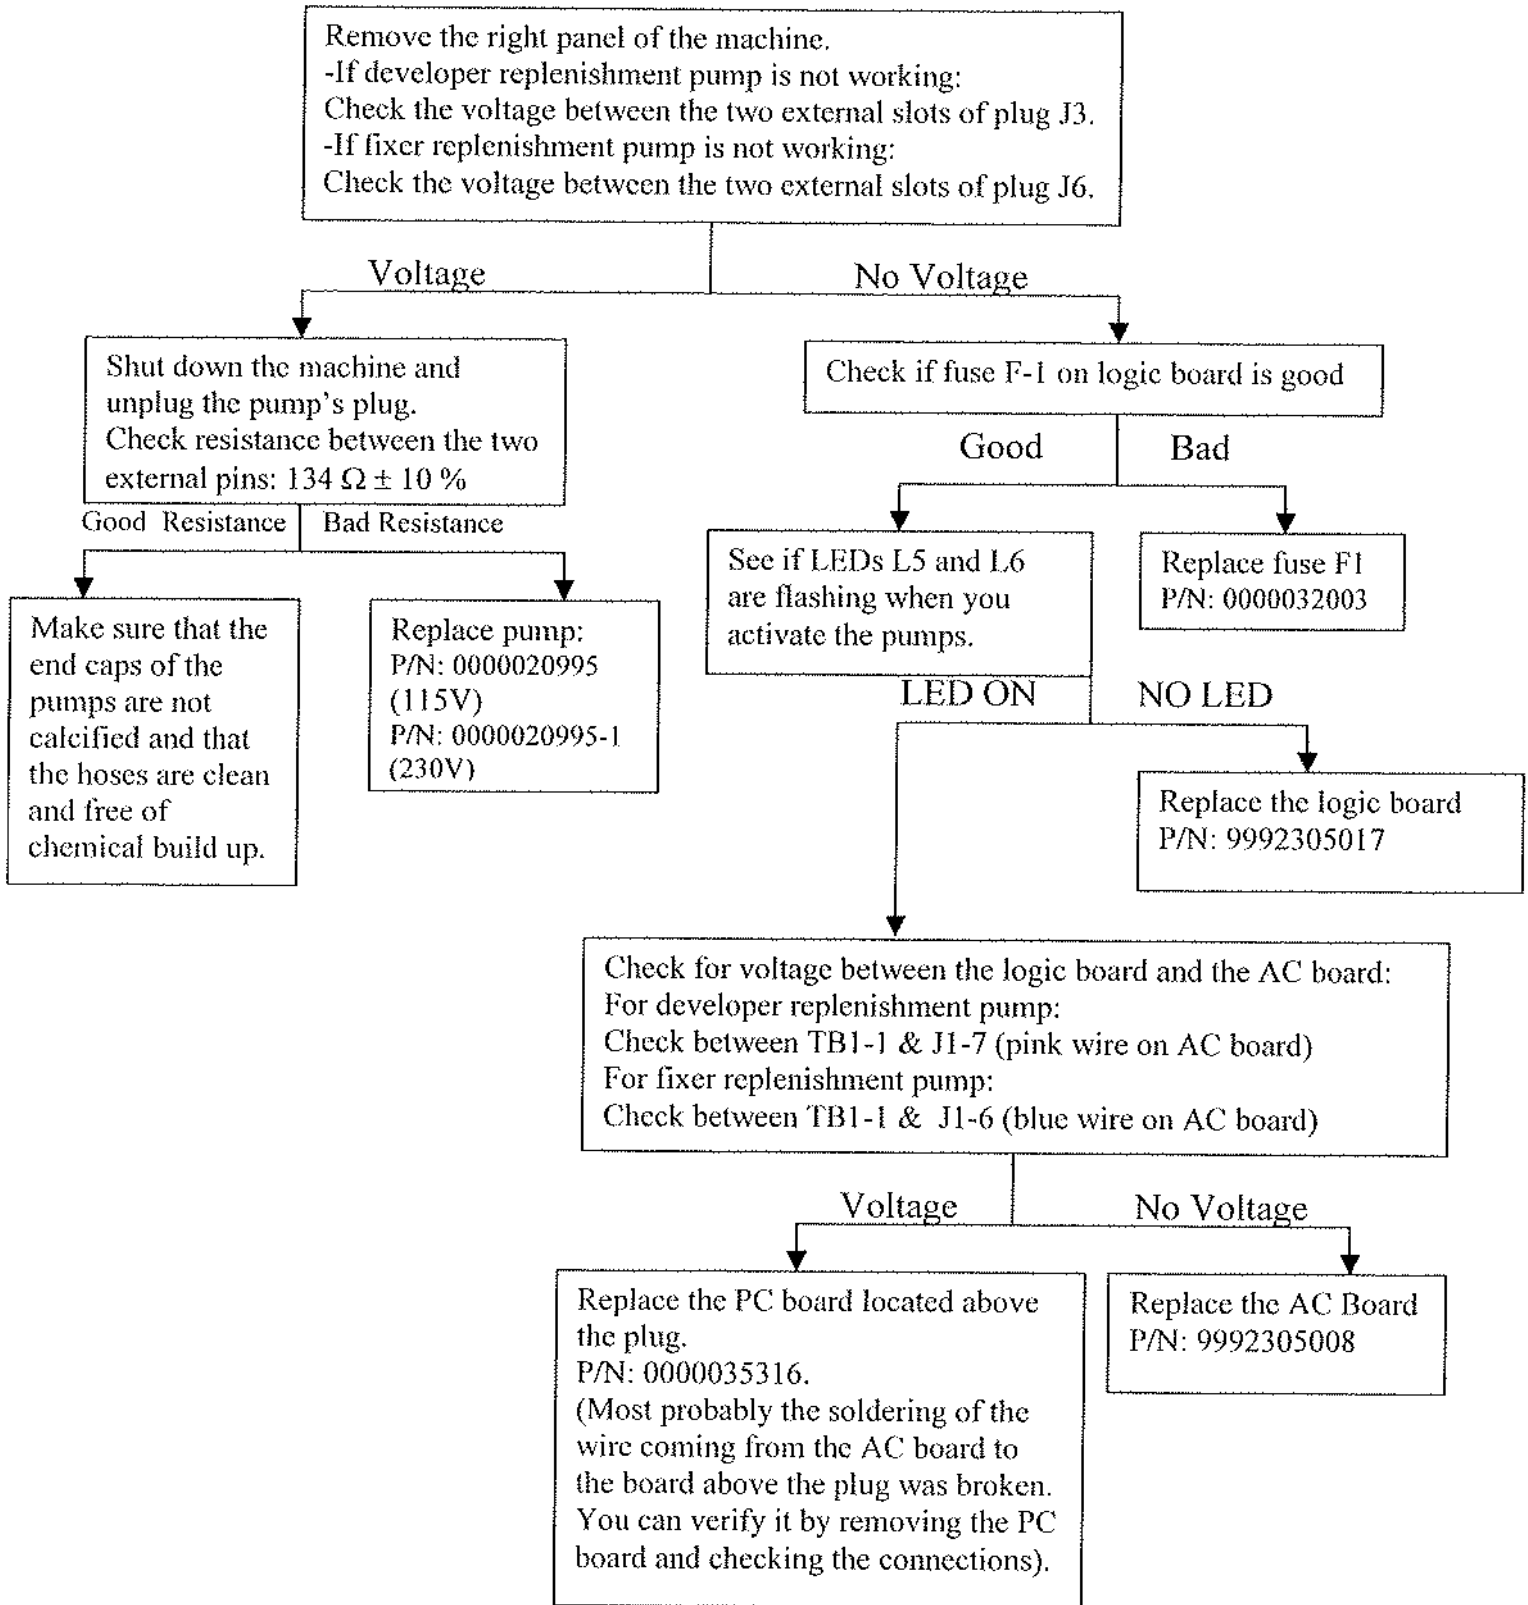 Remove the right panel of the machine.
-If developer replenishment pump is not working:
Check the voltage between the two external slots of plug J3.
-If fixer replenishment pump is not working:
Check the voltage between the two external slots of plug J6.
Voltage
No Voltage
Shut down the machine and
unplug the pump's plug.
Check resistance between the two
external pins: 134 Ω ± 10 %
Check if fuse F-1 on logic board is good
Good
Bad
Good Resistance
Bad Resistance
See if LEDs L5 and L6
are flashing when you
activate the pumps.
Replace fuse F1
P/N: 0000032003
Make sure that the
end caps of the
pumps are not
calcified and that
the hoses are clean
and free of
chemical build up.
Replace pump:
P/N: 0000020995
(115V)
P/N: 0000020995-1
(230V)
LED ON
NO LED
Replace the logic board
P/N: 9992305017
Check for voltage between the logic board and the AC board:
For developer replenishment pump:
Check between TB1-1 & J1-7 (pink wire on AC board)
For fixer replenishment pump:
Check between TB1-1 & J1-6 (blue wire on AC board)
Voltage
No Voltage
Replace the PC board located above
the plug.
P/N: 0000035316.
(Most probably the soldering of the
wire coming from the AC board to
the board above the plug was broken.
You can verify it by removing the PC
board and checking the connections).
Replace the AC Board
P/N: 9992305008